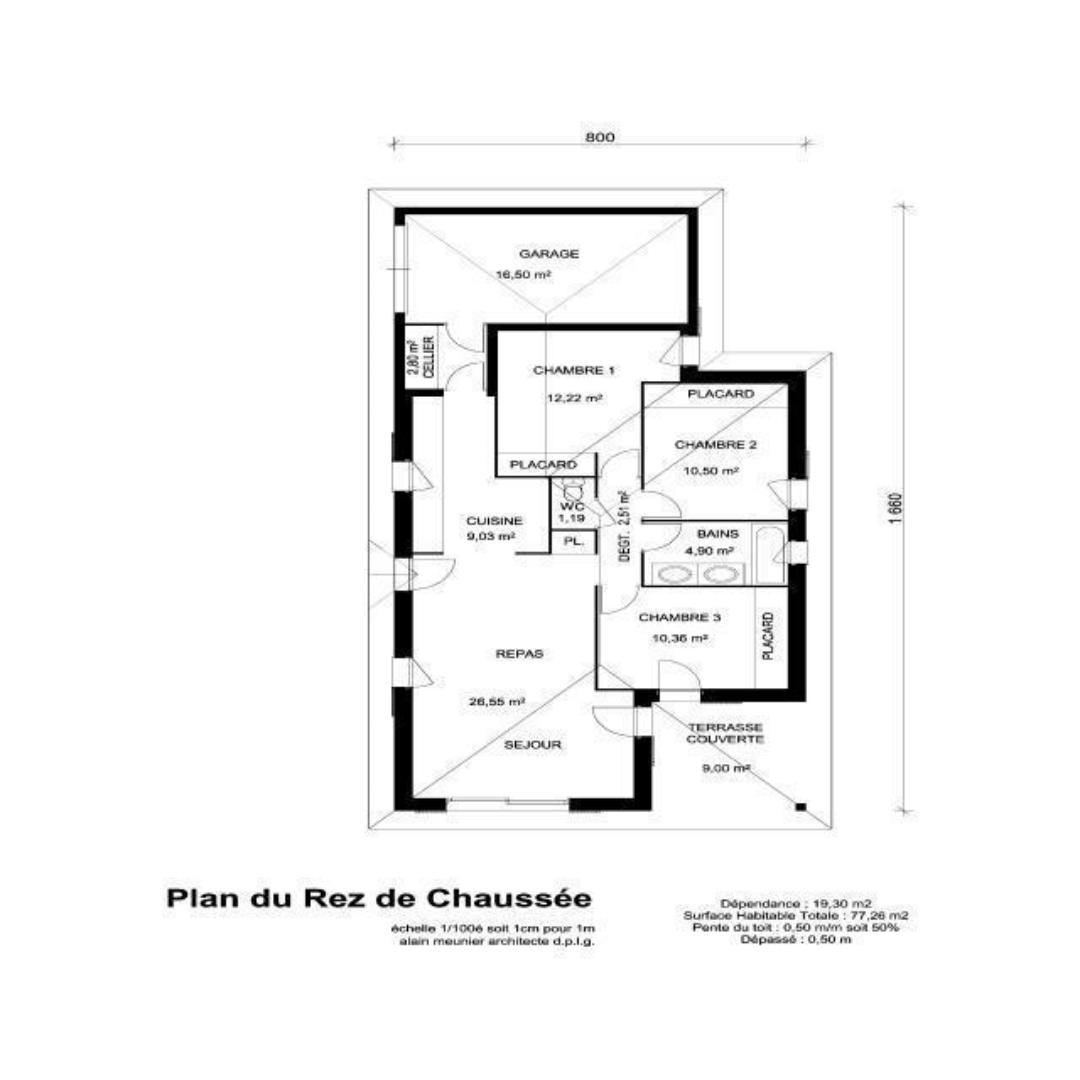 800
GARAGE
16,50 m²
2,80 m²
CELLIER
CHAMBRE 1
12,22 m²
PLACARD
CHAMBRE 2
10,50 m²
PLACARD
WC
1,19
DEGT. 2,51 m²
1 660
CUISINE
9,03 m²
PL.
BAINS
4,90 m²
CHAMBRE 3
10,36 m²
PLACARD
REPAS
26,55 m²
SEJOUR
TERRASSE
COUVERTE
9,00 m²
Plan du Rez de Chaussée
échelle 1/100è soit 1cm pour 1m
alain meunier architecte d.p.l.g.
Dépendance : 19,30 m2
Surface Habitable Totale : 77,26 m2
Pente du toit : 0,50 m/m soit 50%
Dépassé : 0,50 m